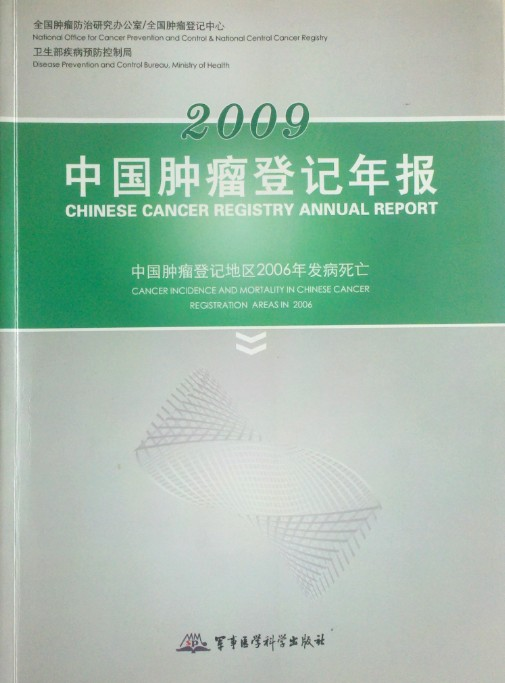 全国肿瘤防治研究办公室/全国肿瘤登记中心
National Office for Cancer Prevention and Control & National Central Cancer Registry
卫生部疾病预防控制局
Disease Prevention and Control Bureau, Ministry of Health
2009
中国肿瘤登记年报
CHINESE CANCER REGISTRY ANNUAL REPORT
中国肿瘤登记地区2006年发病死亡
CANCER INCIDENCE AND MORTALITY IN CHINESE CANCER
REGISTRATION AREAS IN 2006
军事医学科学出版社